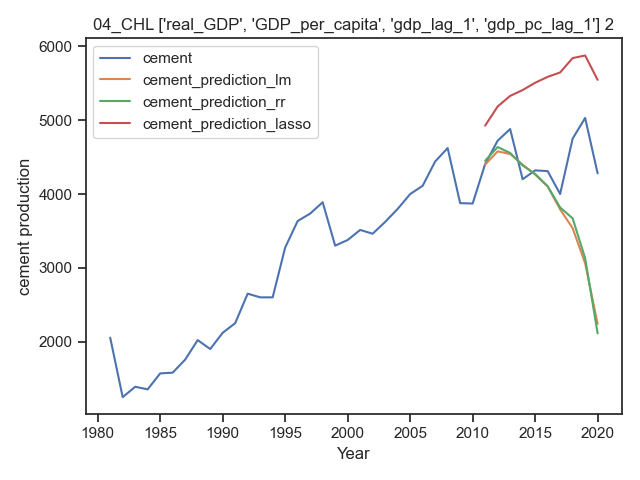 04_CHL ['real_GDP', 'GDP_per_capita', 'gdp_lag_1', 'gdp_pc_lag_1'] 2
cement
cement_prediction_lm
cement_prediction_rr
cement_prediction_lasso
6000
5000
4000
3000
2000
cement production
1980 1985 1990 1995 2000 2005 2010 2015 2020
Year